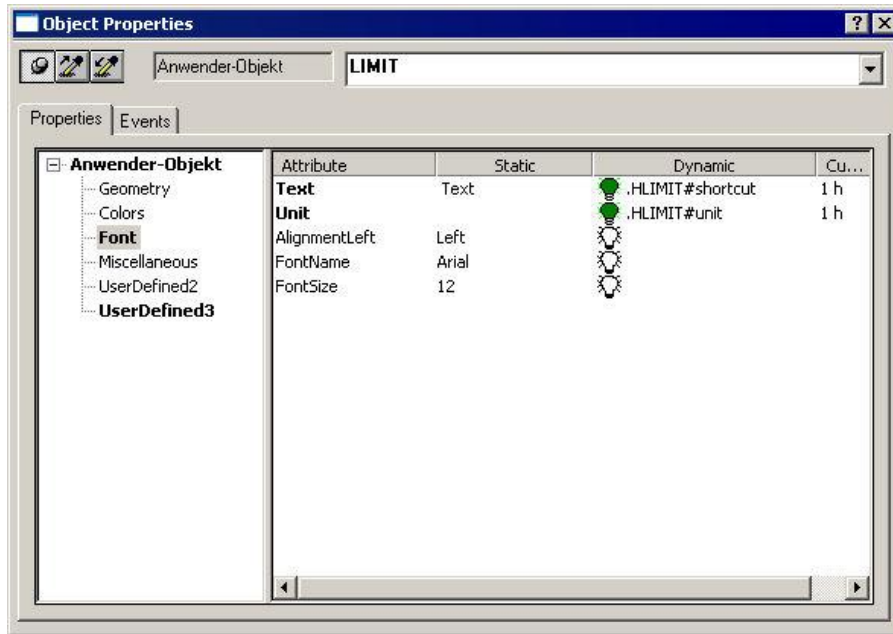 Object Properties
Anwender-Objekt LIMIT
Properties Events
Anwender-Objekt
Geometry
Colors
Font
Miscellaneous
UserDefined2
UserDefined3
Attribute Static Dynamic Cu...
Text Text .HLIMIT#shortcut 1 h
Unit .HLIMIT#unit 1 h
AlignmentLeft Left
FontName Arial
FontSize 12